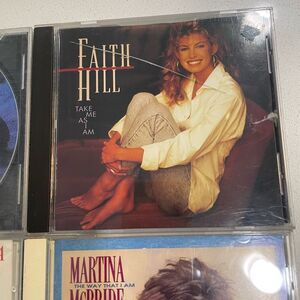 FAITH
HILL
TAKE
ME
AS I
AM
MARTINA
THE WAY THAT I AM
McBRIDE